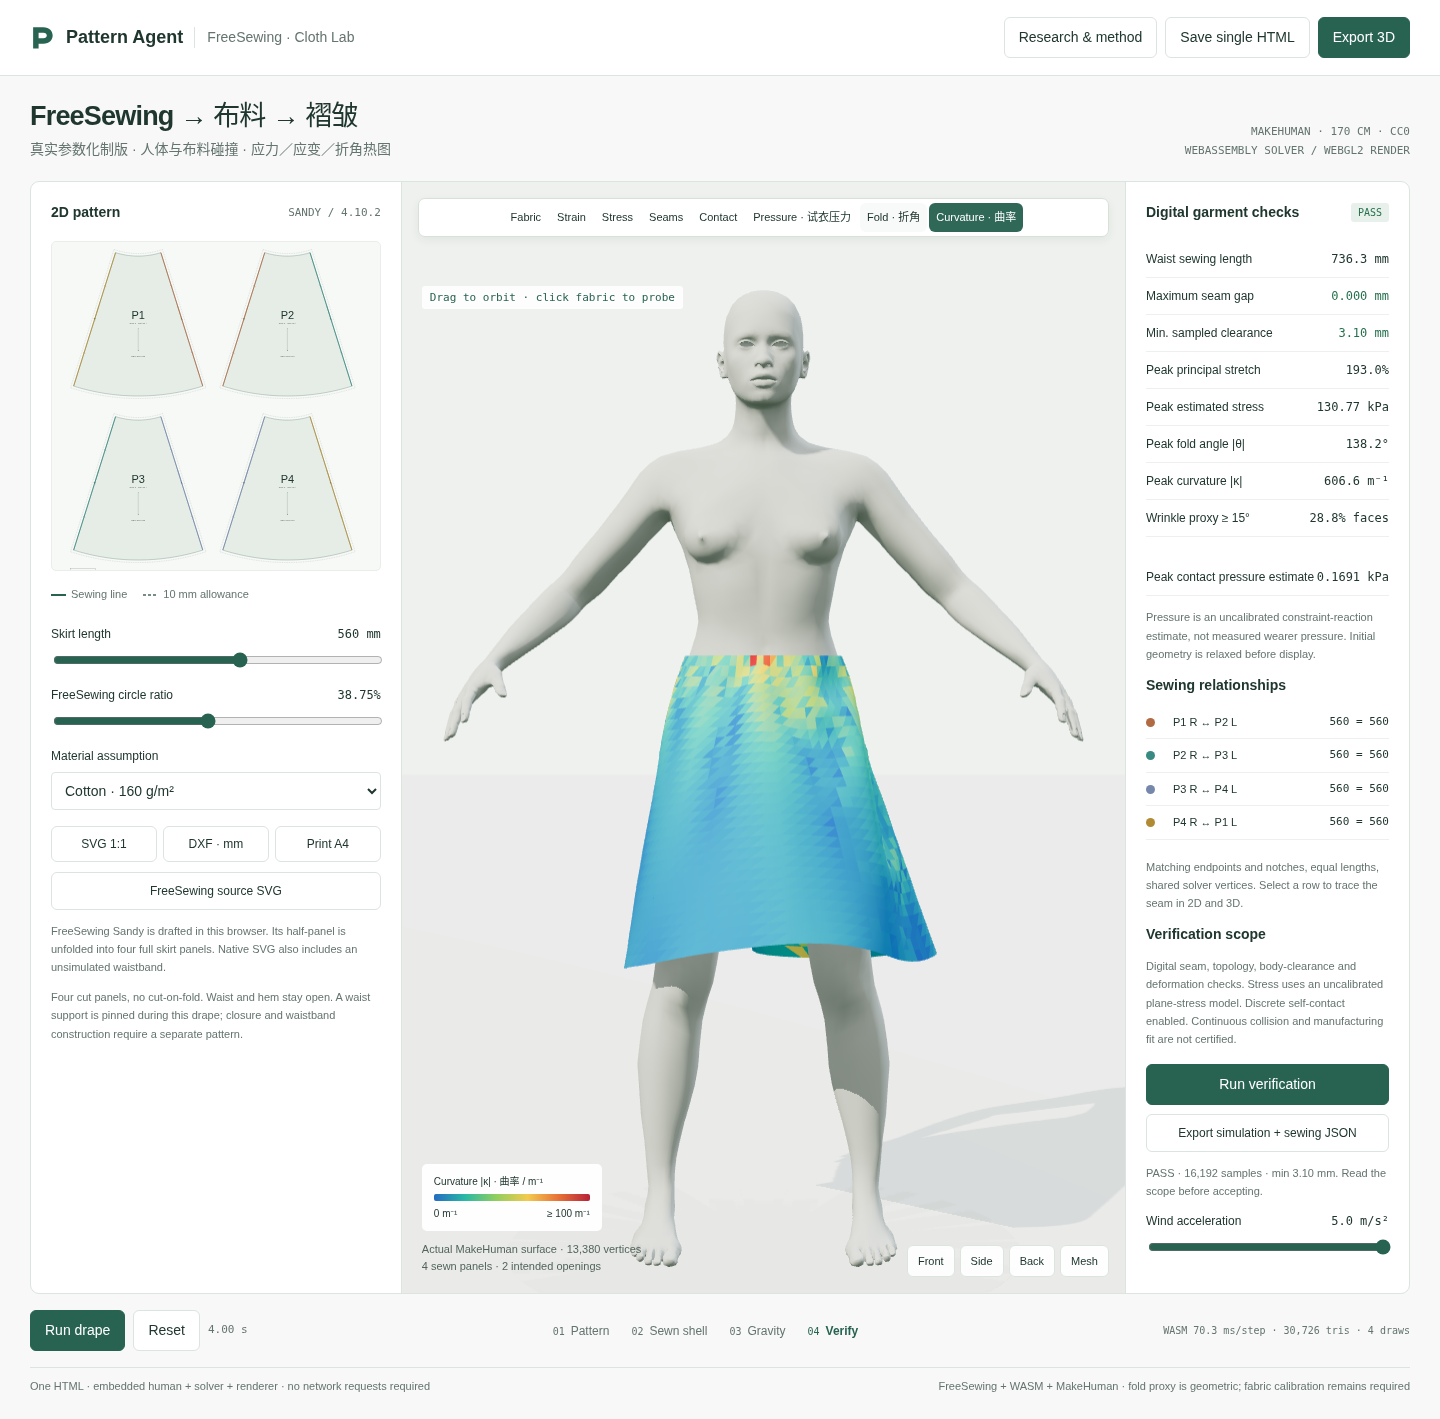 Pattern Agent
FreeSewing · Cloth Lab
Research & method
Save single HTML
Export 3D
FreeSewing → 布料 → 褶皱
真实参数化制版 · 人体与布料碰撞 · 应力／应变／折角热图
MAKEHUMAN · 170 CM · CC0
WEBASSEMBLY SOLVER / WEBGL2 RENDER
2D pattern
SANDY / 4.10.2
P1
P2
P3
P4
Sewing line
10 mm allowance
Skirt length
560 mm
FreeSewing circle ratio
38.75%
Material assumption
Cotton · 160 g/m²
SVG 1:1
DXF · mm
Print A4
FreeSewing source SVG
FreeSewing Sandy is drafted in this browser. Its half-panel is
unfolded into four full skirt panels. Native SVG also includes an
unsimulated waistband.
Four cut panels, no cut-on-fold. Waist and hem stay open. A waist
support is pinned during this drape; closure and waistband
construction require a separate pattern.
Fabric
Strain
Stress
Seams
Contact
Pressure · 试衣压力
Fold · 折角
Curvature · 曲率
Drag to orbit · click fabric to probe
Curvature |κ| · 曲率 / m⁻¹
0 m⁻¹
≥ 100 m⁻¹
Actual MakeHuman surface · 13,380 vertices
4 sewn panels · 2 intended openings
Front
Side
Back
Mesh
Digital garment checks
PASS
Waist sewing length
736.3 mm
Maximum seam gap
0.000 mm
Min. sampled clearance
3.10 mm
Peak principal stretch
193.0%
Peak estimated stress
130.77 kPa
Peak fold angle |θ|
138.2°
Peak curvature |κ|
606.6 m⁻¹
Wrinkle proxy ≥ 15°
28.8% faces
Peak contact pressure estimate
0.1691 kPa
Pressure is an uncalibrated constraint-reaction
estimate, not measured wearer pressure. Initial
geometry is relaxed before display.
Sewing relationships
P1 R ↔ P2 L
560 = 560
P2 R ↔ P3 L
560 = 560
P3 R ↔ P4 L
560 = 560
P4 R ↔ P1 L
560 = 560
Matching endpoints and notches, equal lengths,
shared solver vertices. Select a row to trace the
seam in 2D and 3D.
Verification scope
Digital seam, topology, body-clearance and
deformation checks. Stress uses an uncalibrated
plane-stress model. Discrete self-contact
enabled. Continuous collision and manufacturing
fit are not certified.
Run verification
Export simulation + sewing JSON
PASS · 16,192 samples · min 3.10 mm. Read the
scope before accepting.
Wind acceleration
5.0 m/s²
Run drape
Reset
4.00 s
01 Pattern
02 Sewn shell
03 Gravity
04 Verify
WASM 70.3 ms/step · 30,726 tris · 4 draws
One HTML · embedded human + solver + renderer · no network requests required
FreeSewing + WASM + MakeHuman · fold proxy is geometric; fabric calibration remains required